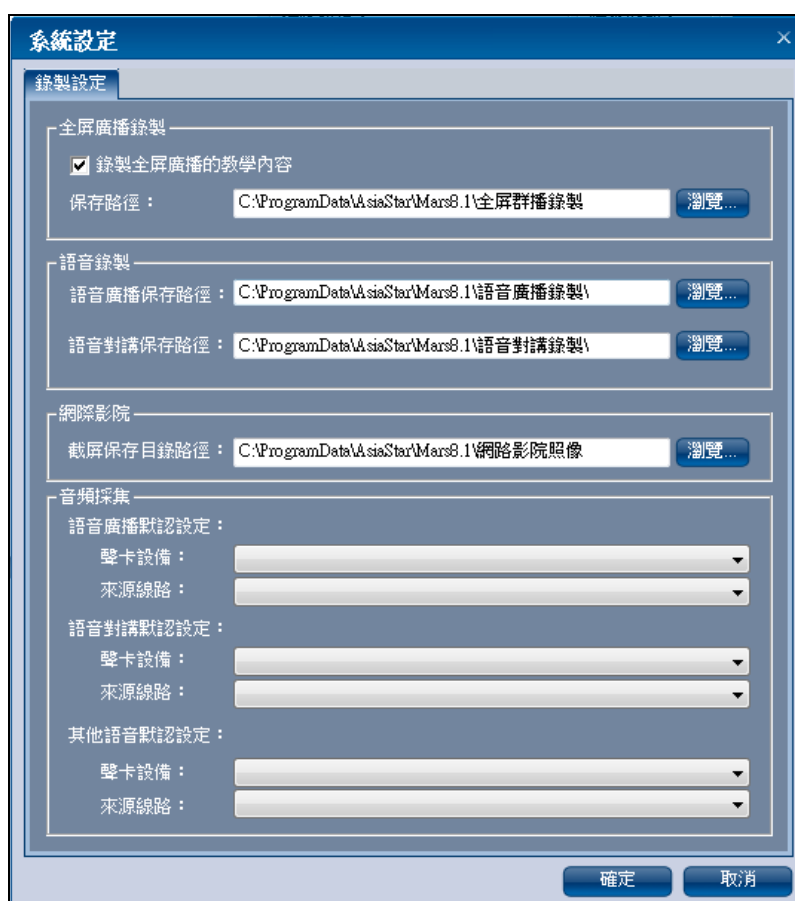 系統設定
錄製設定
全屏廣播錄製
錄製全屏廣播的教學內容
保存路徑： C:\ProgramData\AsiaStar\Mars8.1\全屏群播錄製 瀏覽...
語音錄製
語音廣播保存路徑： C:\ProgramData\AsiaStar\Mars8.1\語音廣播錄製\ 瀏覽...
語音對講保存路徑： C:\ProgramData\AsiaStar\Mars8.1\語音對講錄製\ 瀏覽...
網際影院
截屏保存目錄路徑： C:\ProgramData\AsiaStar\Mars8.1\網路影院照像 瀏覽...
音頻採集
語音廣播默認設定：
聲卡設備：
來源線路：
語音對講默認設定：
聲卡設備：
來源線路：
其他語音默認設定：
聲卡設備：
來源線路：
確定 取消